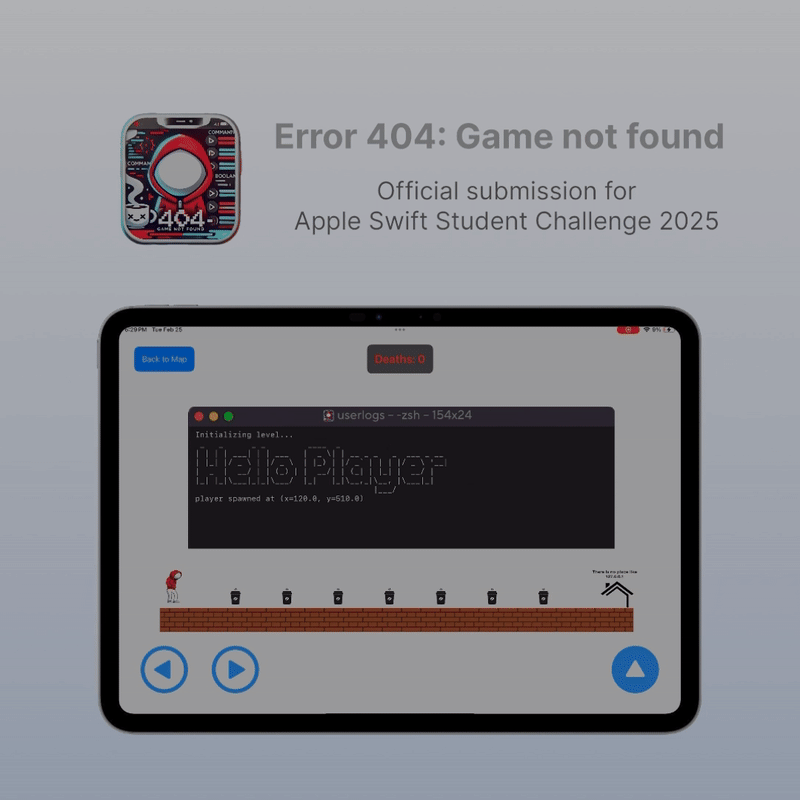 Error 404: Game not found
Official submission for
Apple Swift Student Challenge 2025
COMMAN
404
GAME NOT FOUND
6:29 PM Tue Feb 25
9%
Back to Map
Deaths: 0
userlogs – -zsh – 154x24
Initializing level...
Hello Player
player spawned at (x=120.0, y=510.0)
There is no place like
127.0.0.1